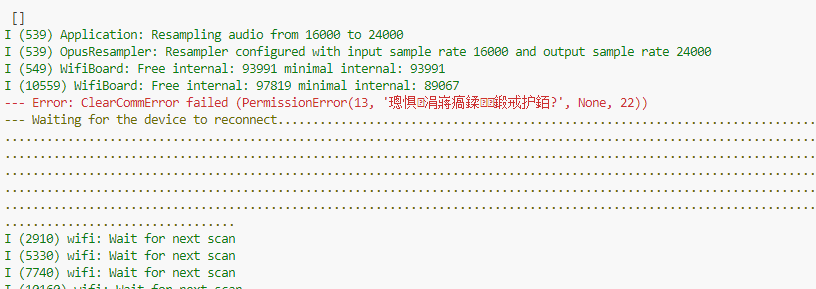 []
I (539) Application: Resampling audio from 16000 to 24000
I (539) OpusResampler: Resampler configured with input sample rate 16000 and output sample rate 24000
I (549) WifiBoard: Free internal: 93991 minimal internal: 93991
I (10559) WifiBoard: Free internal: 97819 minimal internal: 89067
--- Error: ClearCommError failed (PermissionError(13, '璁惧涓嶈瘑鍒鍛戒护銆?', None, 22))
--- Waiting for the device to reconnect.............................................................................
I (2910) wifi: Wait for next scan
I (5330) wifi: Wait for next scan
I (7740) wifi: Wait for next scan
I (10160) wifi: Wait for next scan